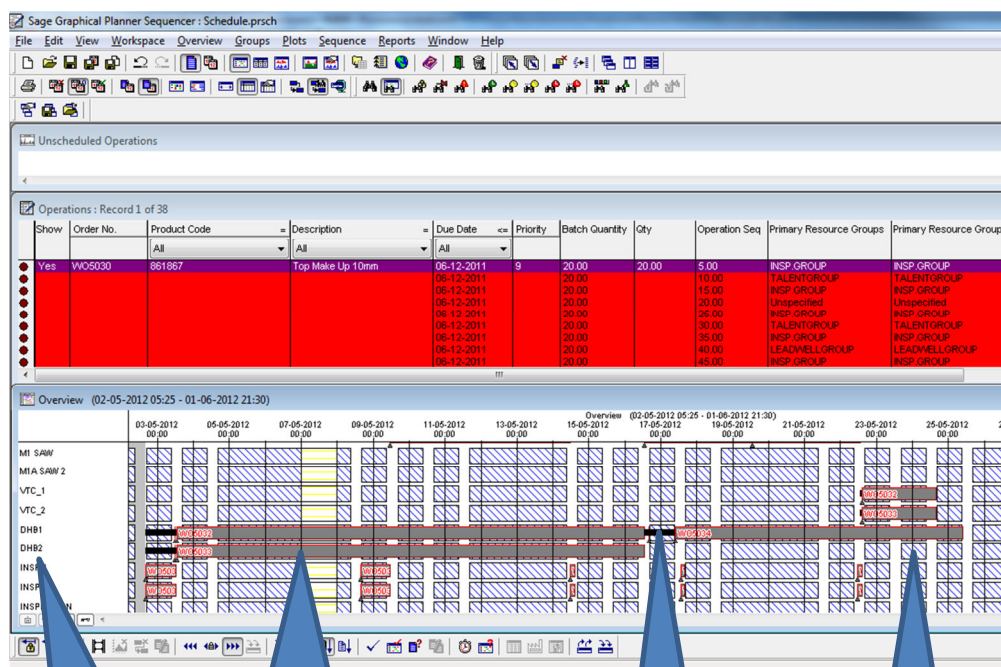 Sage Graphical Planner Sequencer : Schedule.prsch
File Edit View Workspace Overview Groups Plots Sequence Reports Window Help
Unscheduled Operations
Operations : Record 1 of 38
Show Order No. Product Code = Description = Due Date <= Priority Batch Quantity Qty Operation Seq Primary Resource Groups Primary Resource Group
All All All
Yes WO5030 861867 Top Make Up 10mm 06-12-2011 9 20.00 20.00 5.00 INSP.GROUP INSP.GROUP
06-12-2011 20.00 10.00 TALENTGROUP TALENTGROUP
06-12-2011 20.00 15.00 INSP.GROUP INSP.GROUP
06-12-2011 20.00 20.00 Unspecified Unspecified
06-12-2011 20.00 25.00 INSP.GROUP INSP.GROUP
06-12-2011 20.00 30.00 TALENTGROUP TALENTGROUP
06-12-2011 20.00 35.00 INSP.GROUP INSP.GROUP
06-12-2011 20.00 40.00 LEADWELLGROUP LEADWELLGROUP
06-12-2011 20.00 45.00 INSP.GROUP INSP.GROUP
Overview (02-05-2012 05:25 - 01-06-2012 21:30)
Overview (02-05-2012 05:25 - 01-06-2012 21:30)
03-05-2012 05-05-2012 07-05-2012 09-05-2012 11-05-2012 13-05-2012 15-05-2012 17-05-2012 19-05-2012 21-05-2012 23-05-2012 25-05-2012 2
00:00 00:00 00:00 00:00 00:00 00:00 00:00 00:00 00:00 00:00 00:00 00:00
M1 SAW
M1A SAW 2
VTC_1 WO5032
VTC_2 WO5033
DHB1 WO5032 WO5034
DHB2 WO5033
INSP WO503 WO503
INSP WO503 WO503
INSP N